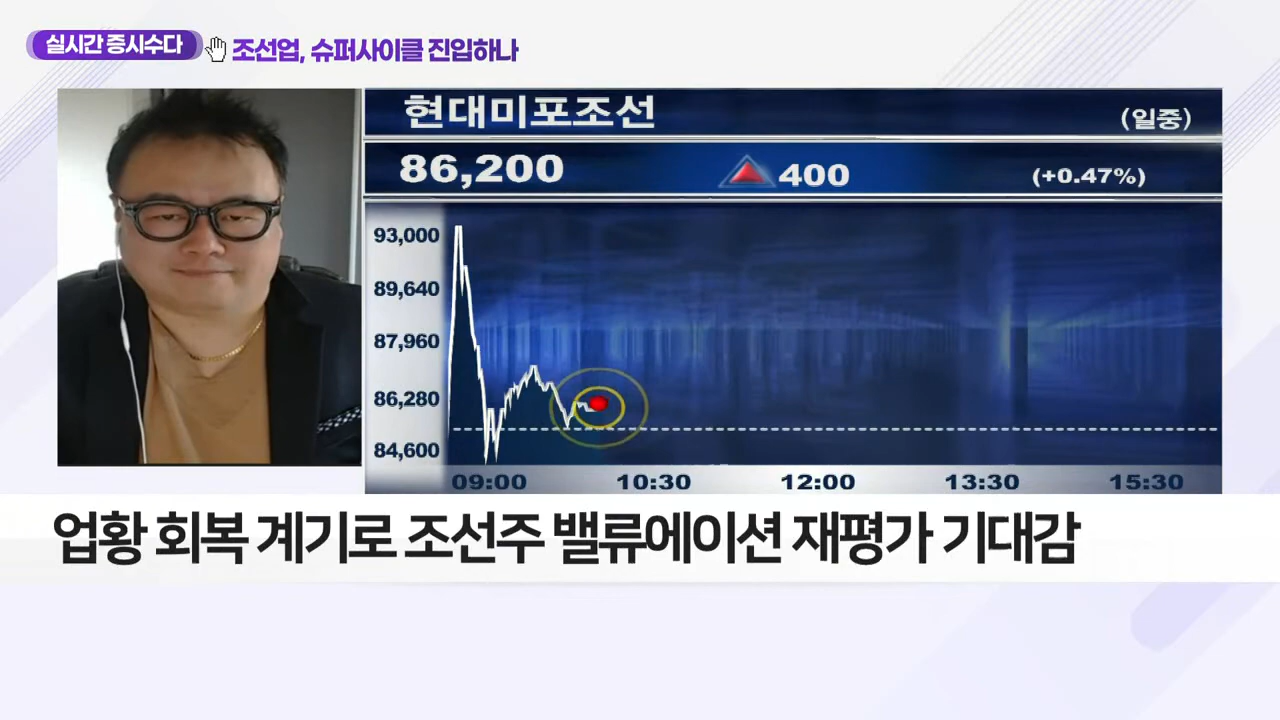 실시간 증시수다
조선업, 슈퍼사이클 진입하나
현대미포조선 (일중)
86,200 ▲ 400 (+0.47%)
93,000
89,640
87,960
86,280
84,600
09:00 10:30 12:00 13:30 15:30
업황 회복 계기로 조선주 밸류에이션 재평가 기대감